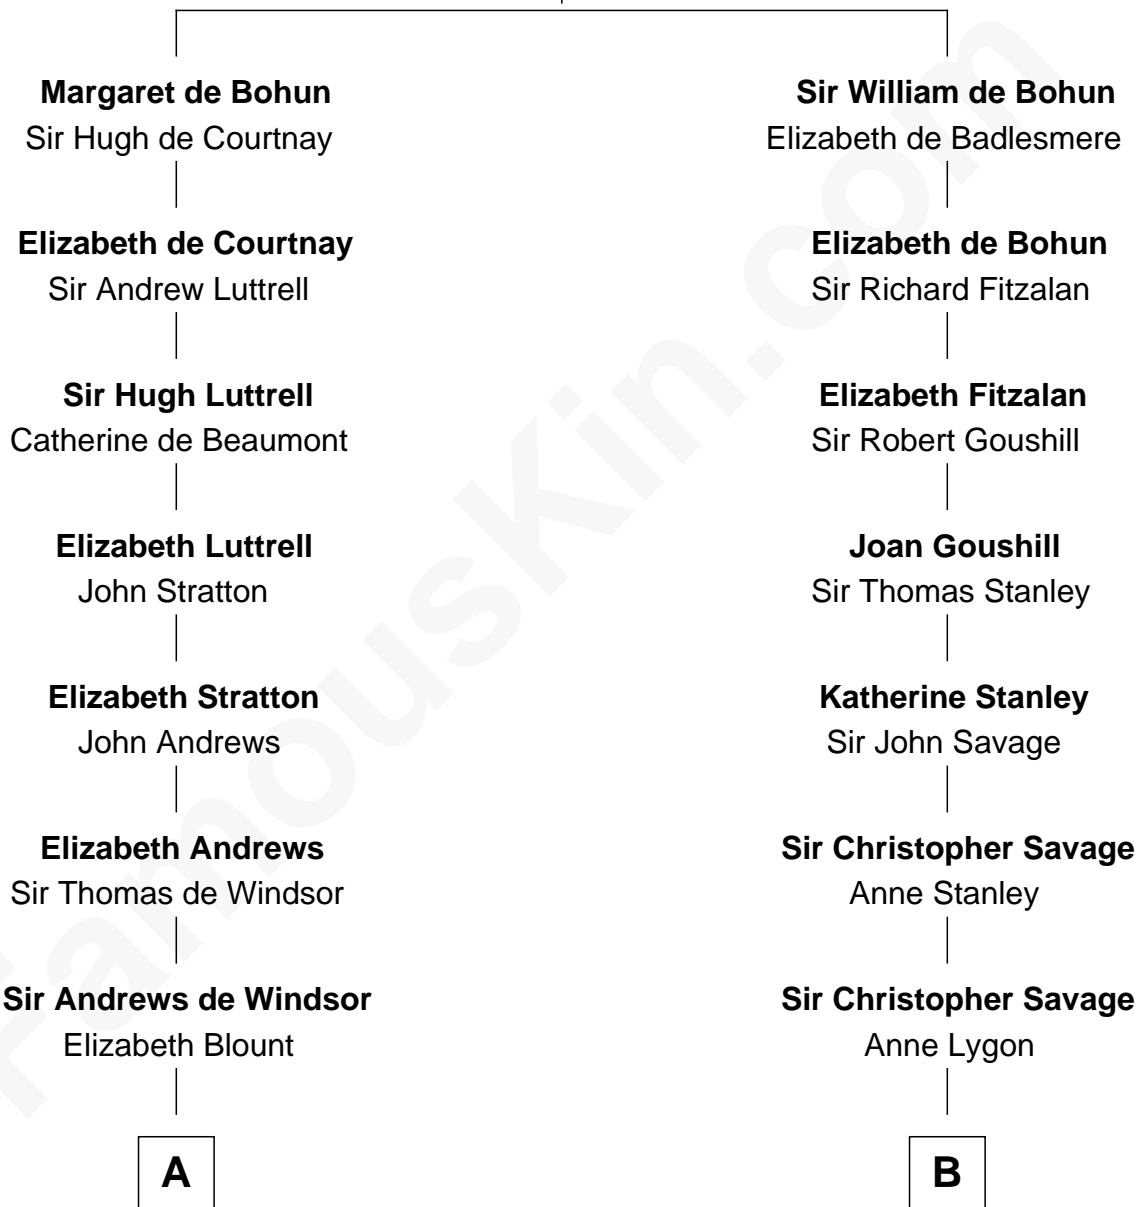 Margaret de Bohun
Sir Hugh de Courtnay
Elizabeth de Courtnay
Sir Andrew Luttrell
Sir Hugh Luttrell
Catherine de Beaumont
Elizabeth Luttrell
John Stratton
Elizabeth Stratton
John Andrews
Elizabeth Andrews
Sir Thomas de Windsor
Sir Andrews de Windsor
Elizabeth Blount
A
Sir William de Bohun
Elizabeth de Badlesmere
Elizabeth de Bohun
Sir Richard Fitzalan
Elizabeth Fitzalan
Sir Robert Goushill
Joan Goushill
Sir Thomas Stanley
Katherine Stanley
Sir John Savage
Sir Christopher Savage
Anne Stanley
Sir Christopher Savage
Anne Lygon
B
FamousKin.com